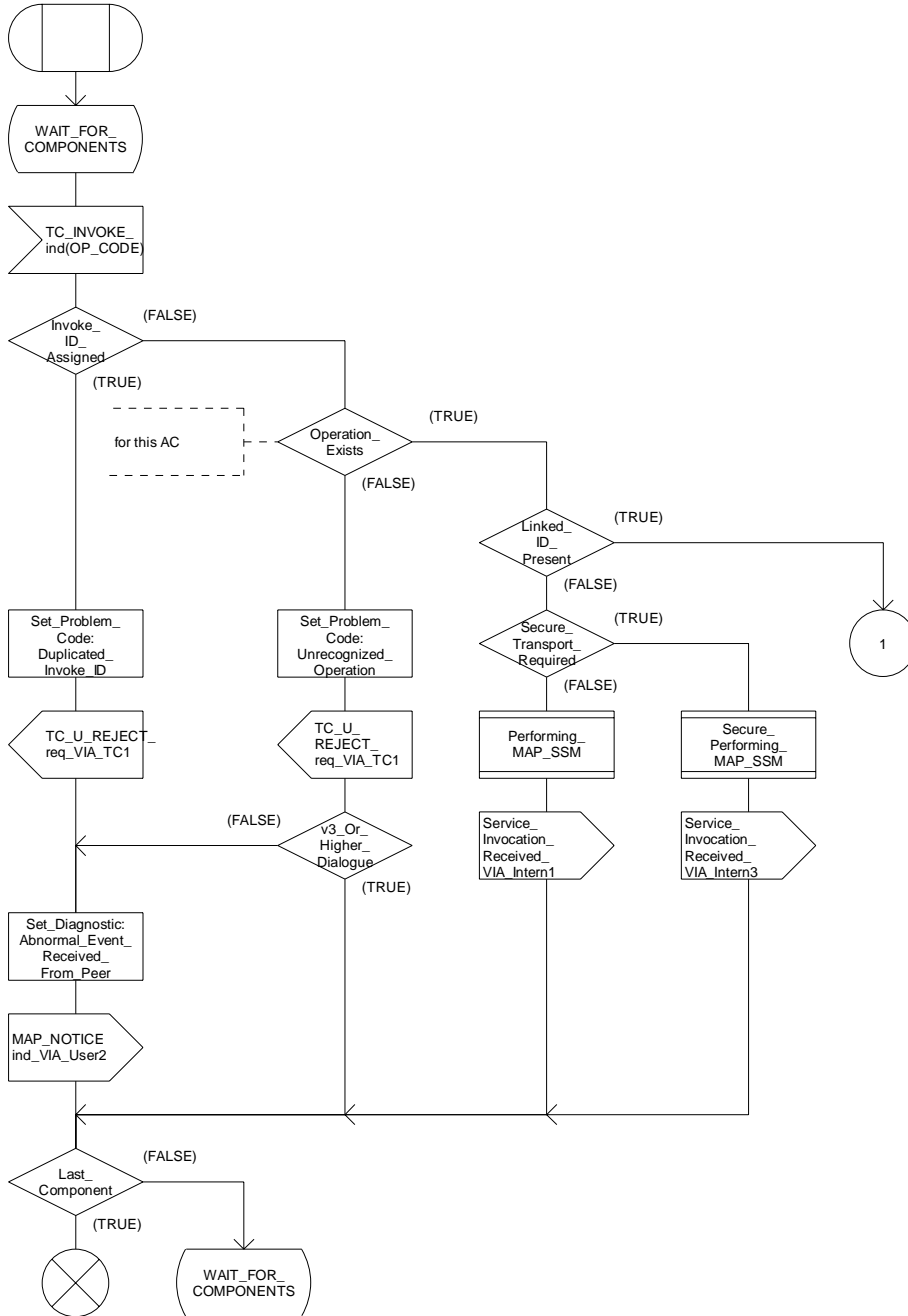 WAIT_FOR_
COMPONENTS
TC_INVOKE_
ind(OP_CODE)
Invoke_
ID_
Assigned
(FALSE)
(TRUE)
for this AC
Operation_
Exists
(TRUE)
(FALSE)
Linked_
ID_
Present
(TRUE)
(FALSE)
Set_Problem_
Code:
Duplicated_
Invoke_ID
Set_Problem_
Code:
Unrecognized_
Operation
Secure_
Transport_
Required
(TRUE)
(FALSE)
1
TC_U_REJECT_
req_VIA_TC1
TC_U_
REJECT_
req_VIA_TC1
Performing_
MAP_SSM
Secure_
Performing_
MAP_SSM
(FALSE)
v3_Or_
Higher_
Dialogue
(TRUE)
Service_
Invocation_
Received_
VIA_Intern1
Service_
Invocation_
Received_
VIA_Intern3
Set_Diagnostic:
Abnormal_Event_
Received_
From_Peer
MAP_NOTICE
ind_VIA_User2
Last_
Component
(FALSE)
(TRUE)
WAIT_FOR_
COMPONENTS